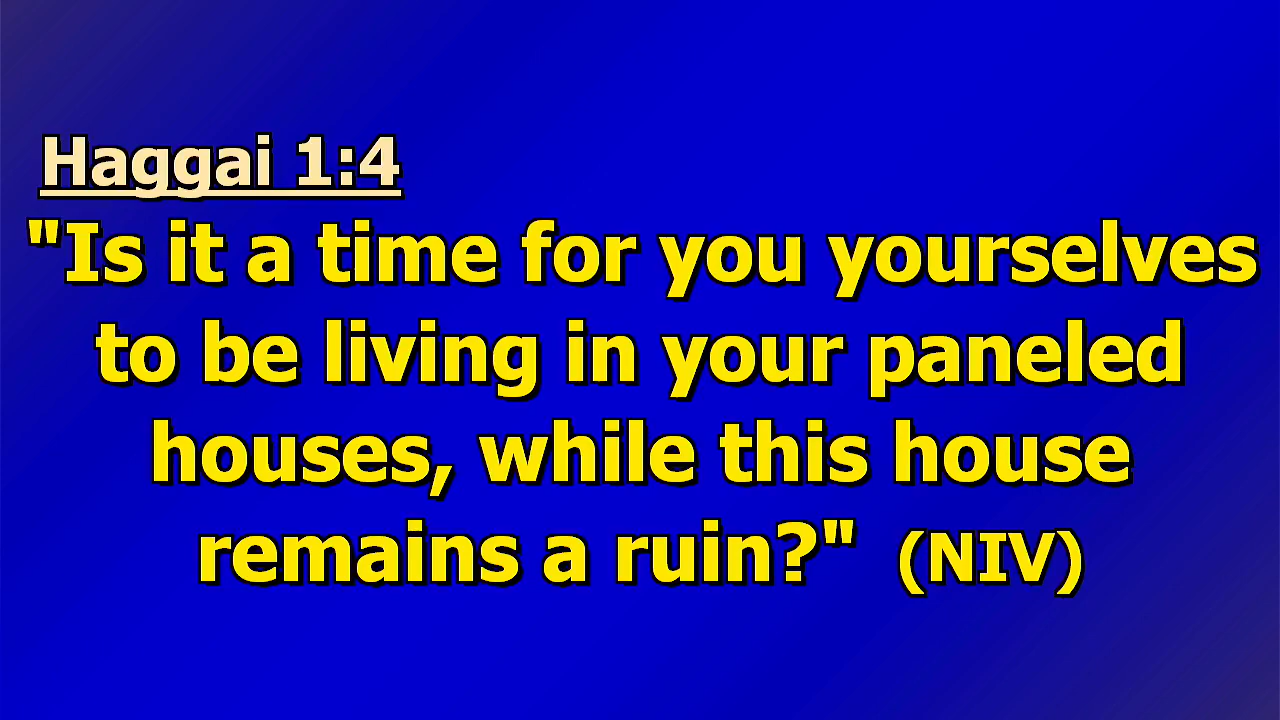 Haggai 1:4
"Is it a time for you yourselves
to be living in your paneled
houses, while this house
remains a ruin?" (NIV)